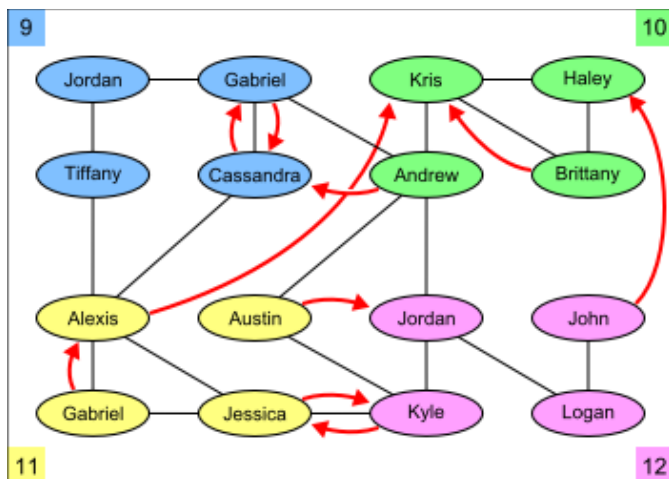 9
10
Jordan Gabriel Kris Haley
Tiffany Cassandra Andrew Brittany
Alexis Austin Jordan John
Gabriel Jessica Kyle Logan
11
12